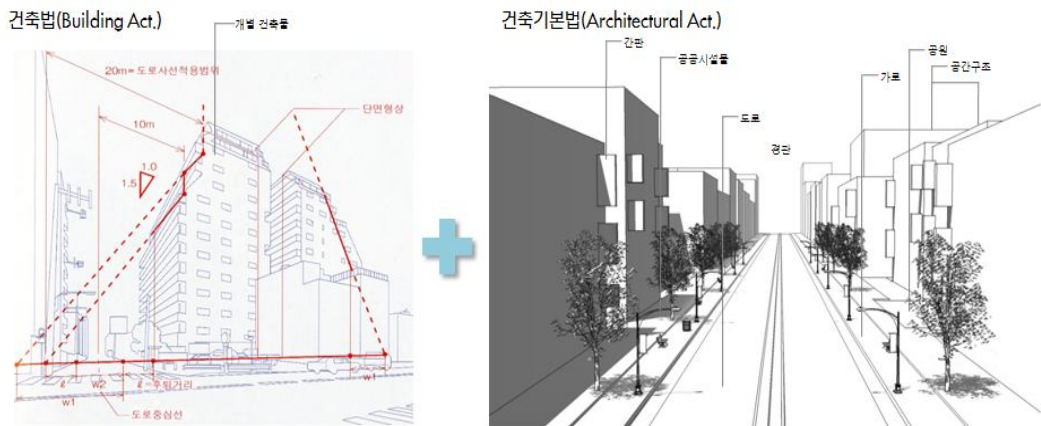 건축법(Building Act.)
개별 건축물
20m=도로사선적용범위
단면형상
10m
1.0
1.5
ℓ
w2
ℓ=후퇴거리
w1
w1
도로중심선
건축기본법(Architectural Act.)
간판
공공시설물
공원
공간구조
가로
도로
경관